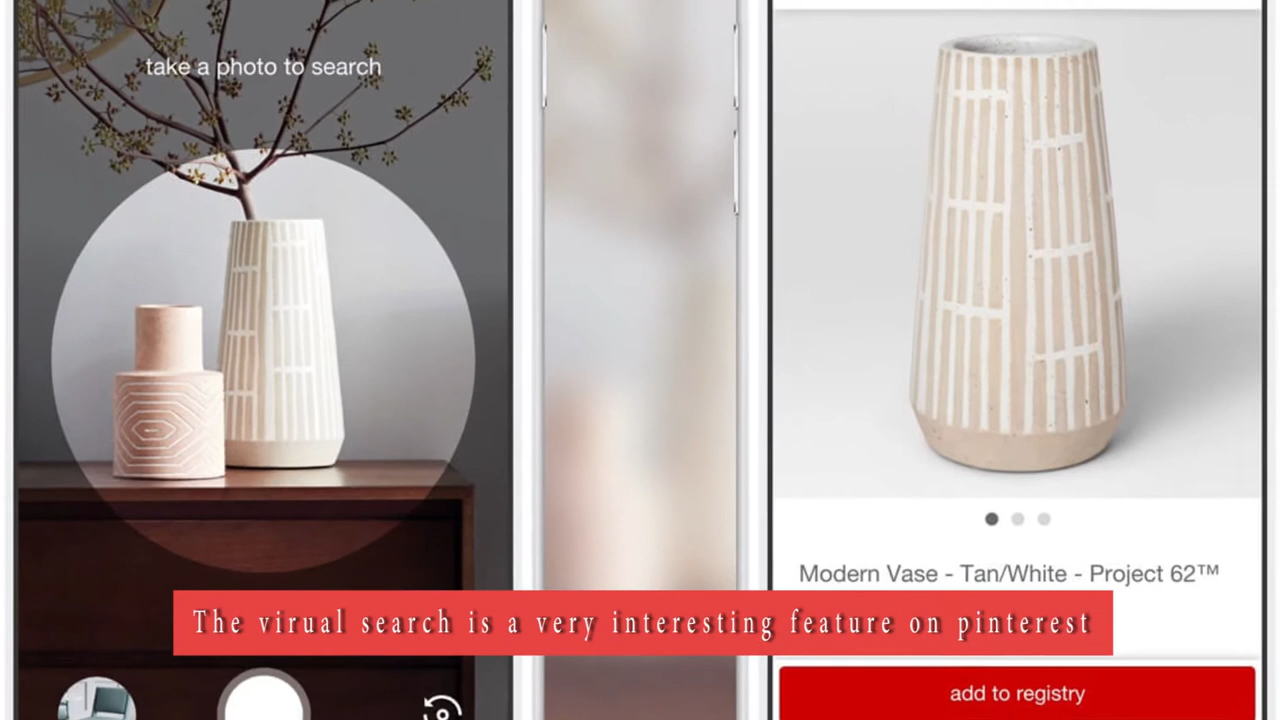 take a photo to search
Modern Vase - Tan/White - Project 62™
The virual search is a very interesting feature on pinterest
add to registry